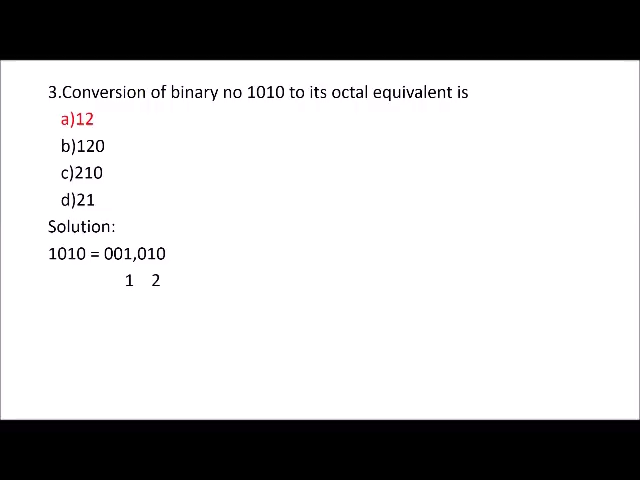 3.Conversion of binary no 1010 to its octal equivalent is
a)12
b)120
c)210
d)21
Solution:
1010 = 001,010
1 2